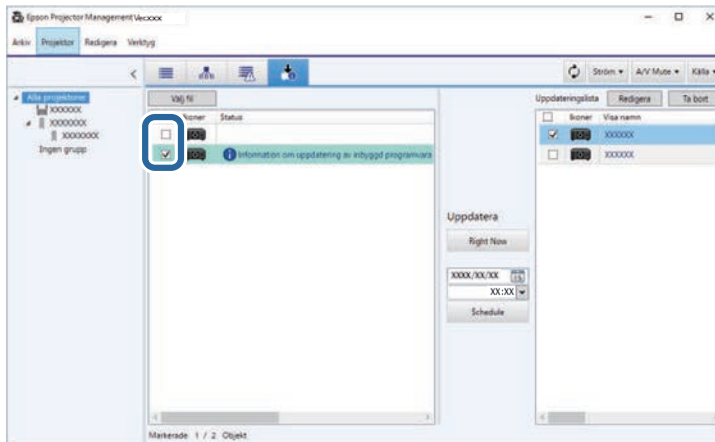 Epson Projector Management Ver.xxxx
Arkiv Projektor Redigera Verktyg
Ström A/V Mute Källa
Alla projektorer
XXXXXX
XXXXXX
XXXXXXX
Ingen grupp
Välj fil
Ikoner Status
Information om uppdatering av inbyggd programvara
Markerade 1 / 2 Objekt
Uppdatera
Right Now
XXXX/XX/XX 15
XX:XX
Schedule
Uppdateringslista Redigera Ta bort
Ikoner Visa namn
XXXXXX
XXXXXX